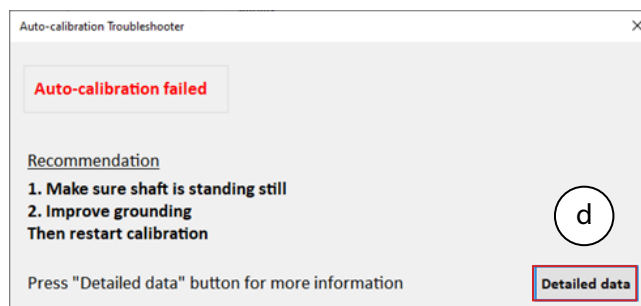 Auto-calibration Troubleshooter
Auto-calibration failed
Recommendation
1. Make sure shaft is standing still
2. Improve grounding
Then restart calibration
d
Press "Detailed data" button for more information
Detailed data